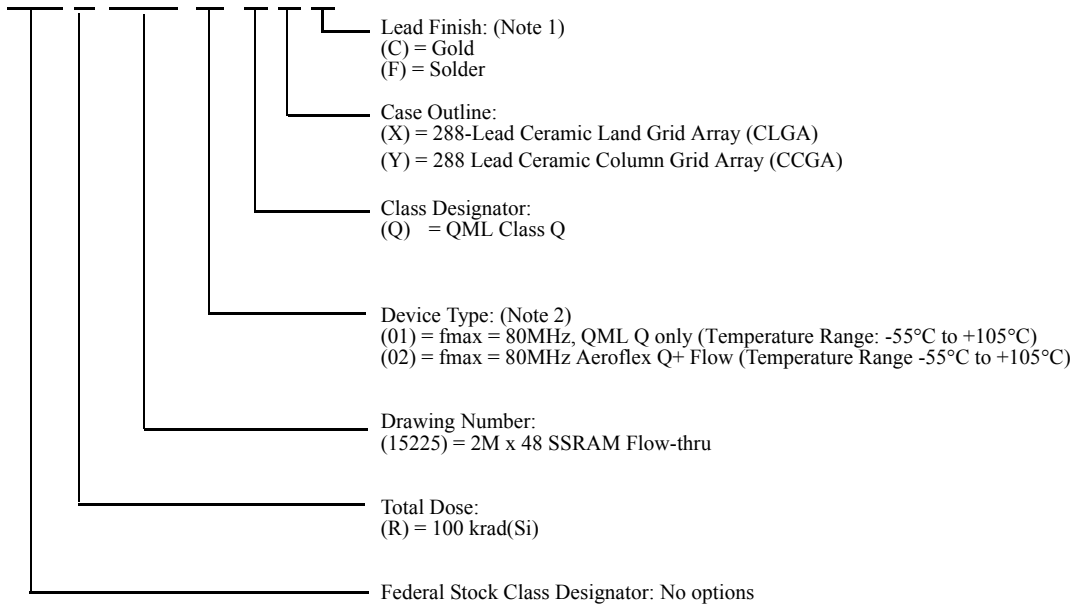 Lead Finish: (Note 1)
(C) = Gold
(F) = Solder
Case Outline:
(X) = 288-Lead Ceramic Land Grid Array (CLGA)
(Y) = 288 Lead Ceramic Column Grid Array (CCGA)
Class Designator:
(Q) = QML Class Q
Device Type: (Note 2)
(01) = fmax = 80MHz, QML Q only (Temperature Range: -55°C to +105°C)
(02) = fmax = 80MHz Aeroflex Q+ Flow (Temperature Range -55°C to +105°C)
Drawing Number:
(15225) = 2M x 48 SSRAM Flow-thru
Total Dose:
(R) = 100 krad(Si)
Federal Stock Class Designator: No options